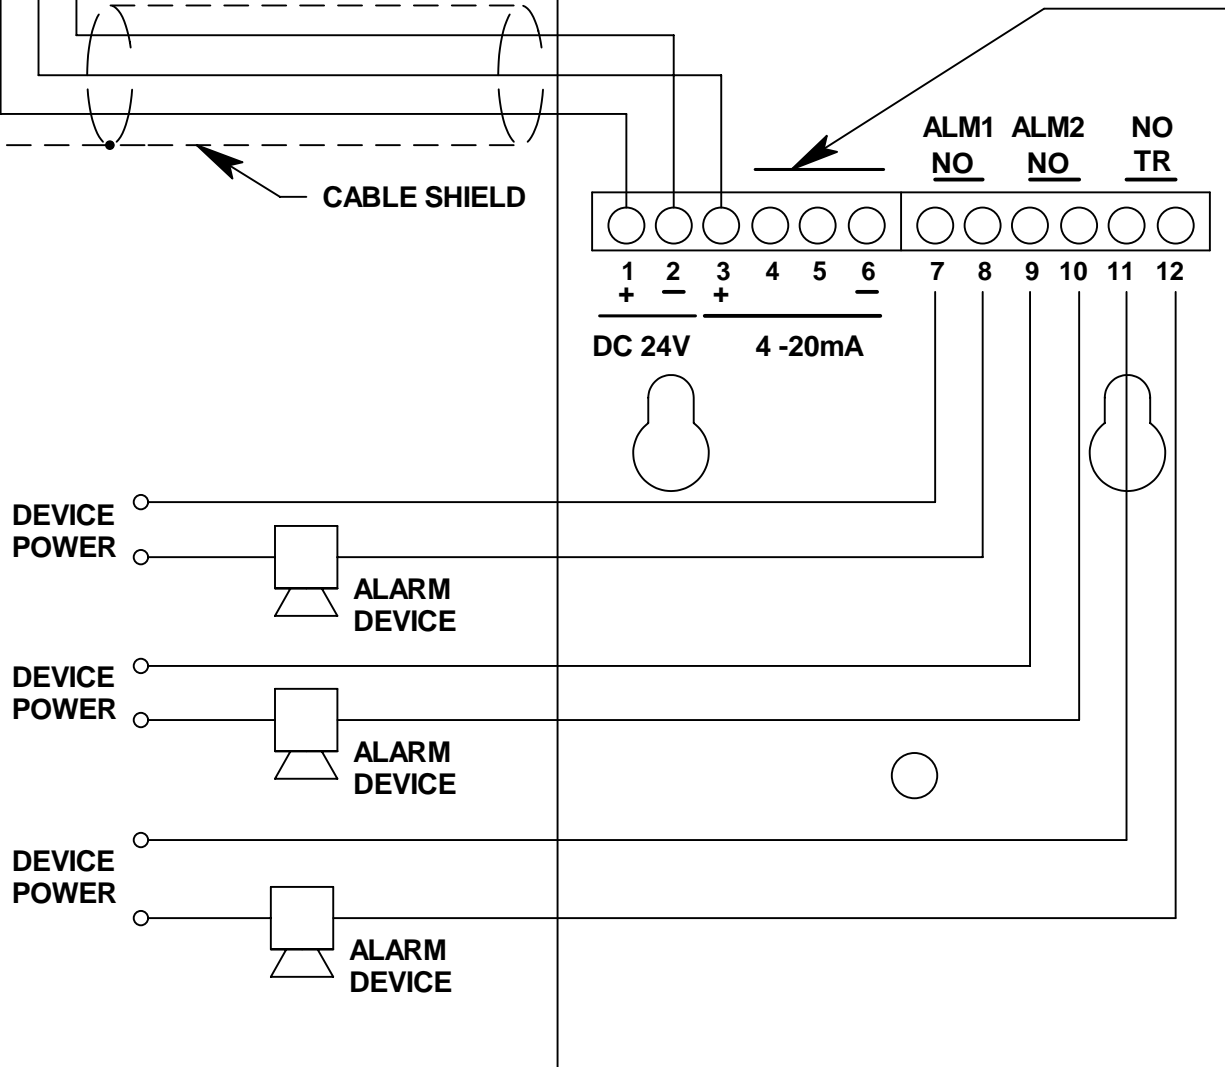 ALM1 ALM2 NO
NO NO TR
CABLE SHIELD
1 2 3 4 5 6 7 8 9 10 11 12
+ – + –
DC 24V 4 -20mA
DEVICE
POWER
ALARM
DEVICE
DEVICE
POWER
ALARM
DEVICE
DEVICE
POWER
ALARM
DEVICE